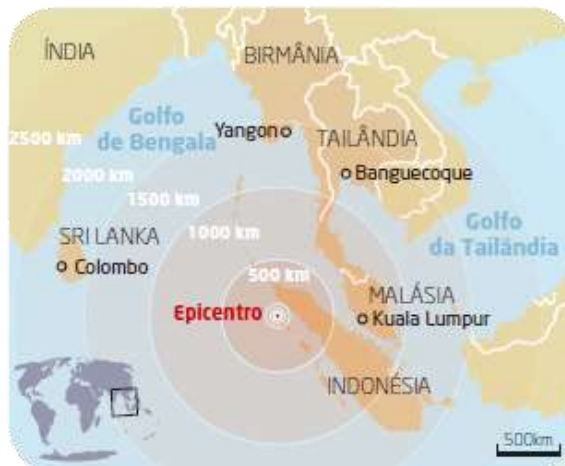 ÍNDIA
BIRMÂNIA
Golfo
de Bengala
Yangon
TAILÂNDIA
2500 km
Banguecoque
2000 km
1500 km
Golfo
da Tailândia
1000 km
SRI LANKA
Colombo
500 km
MALÁSIA
Epicentro
Kuala Lumpur
INDONÉSIA
500km